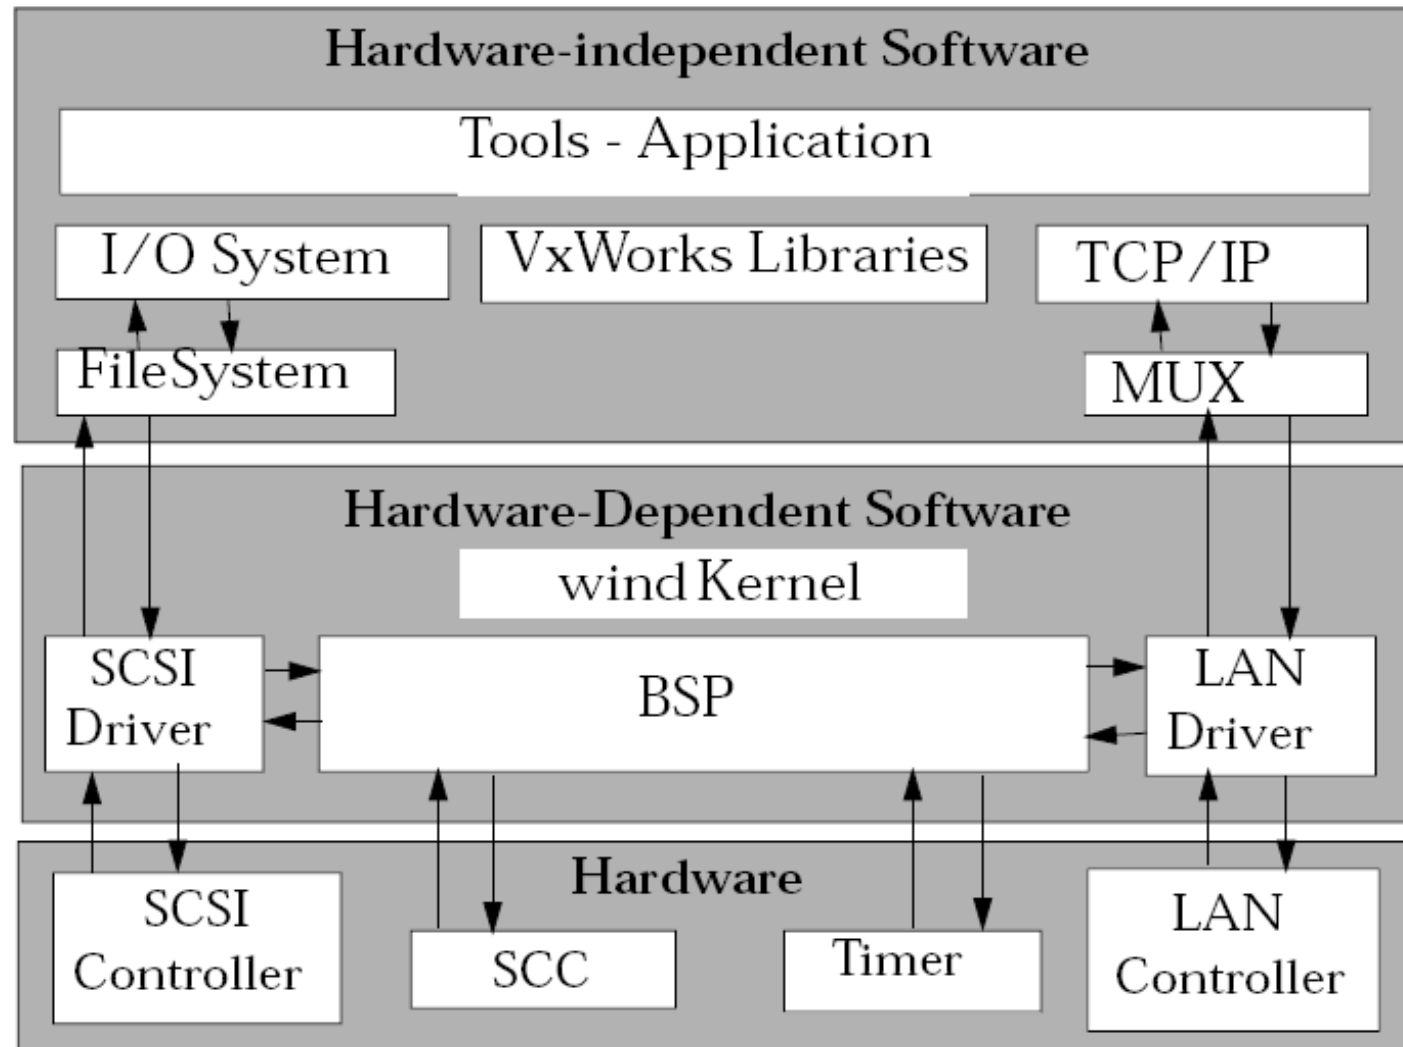 Hardware-independent Software
Tools - Application
I/O System
VxWorks Libraries
TCP/IP
FileSystem
MUX
Hardware-Dependent Software
wind Kernel
SCSI
Driver
BSP
LAN
Driver
Hardware
SCSI
Controller
SCC
Timer
LAN
Controller